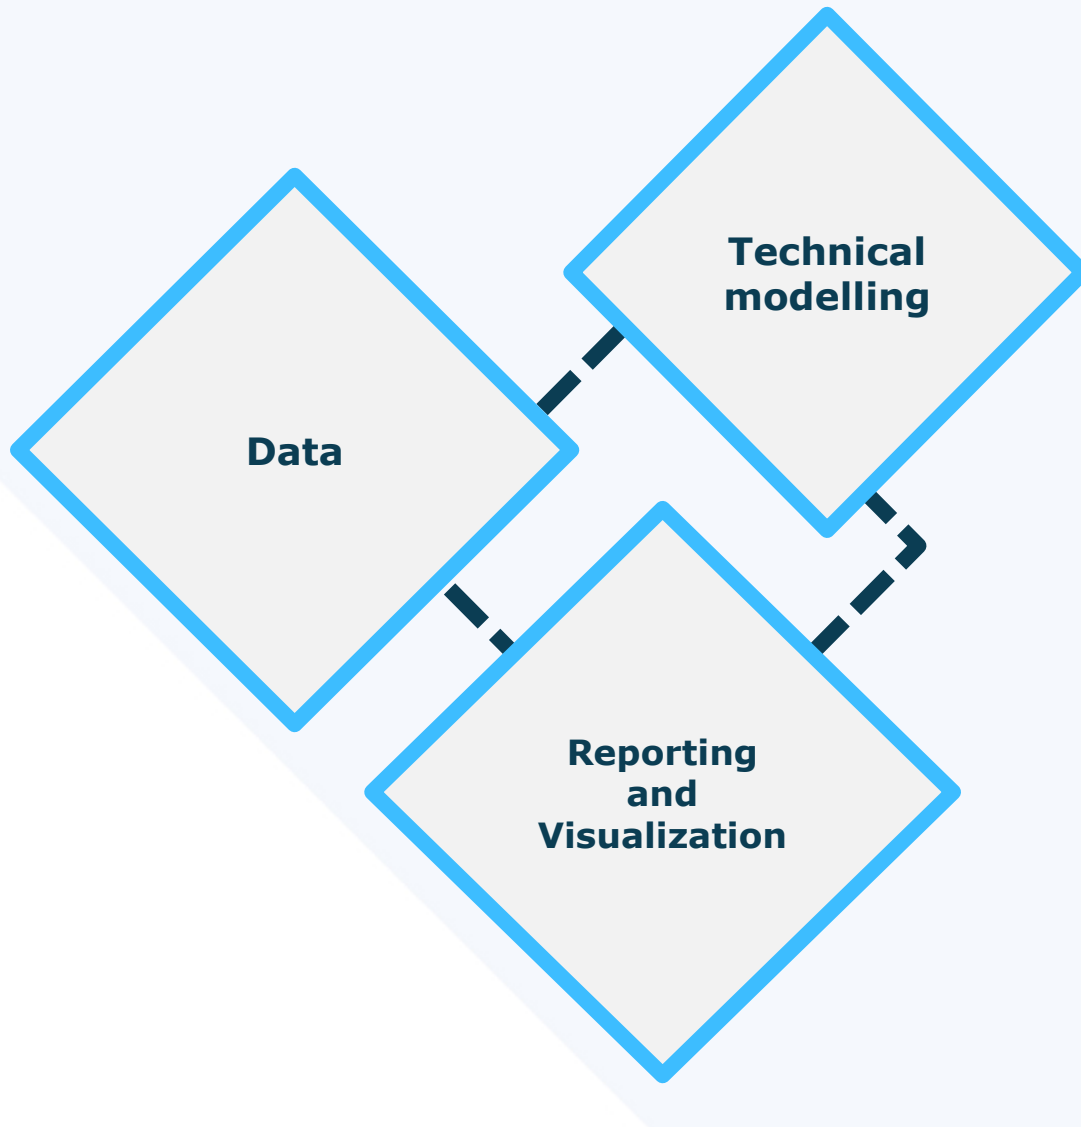 Technical
modelling
Data
Reporting
and
Visualization